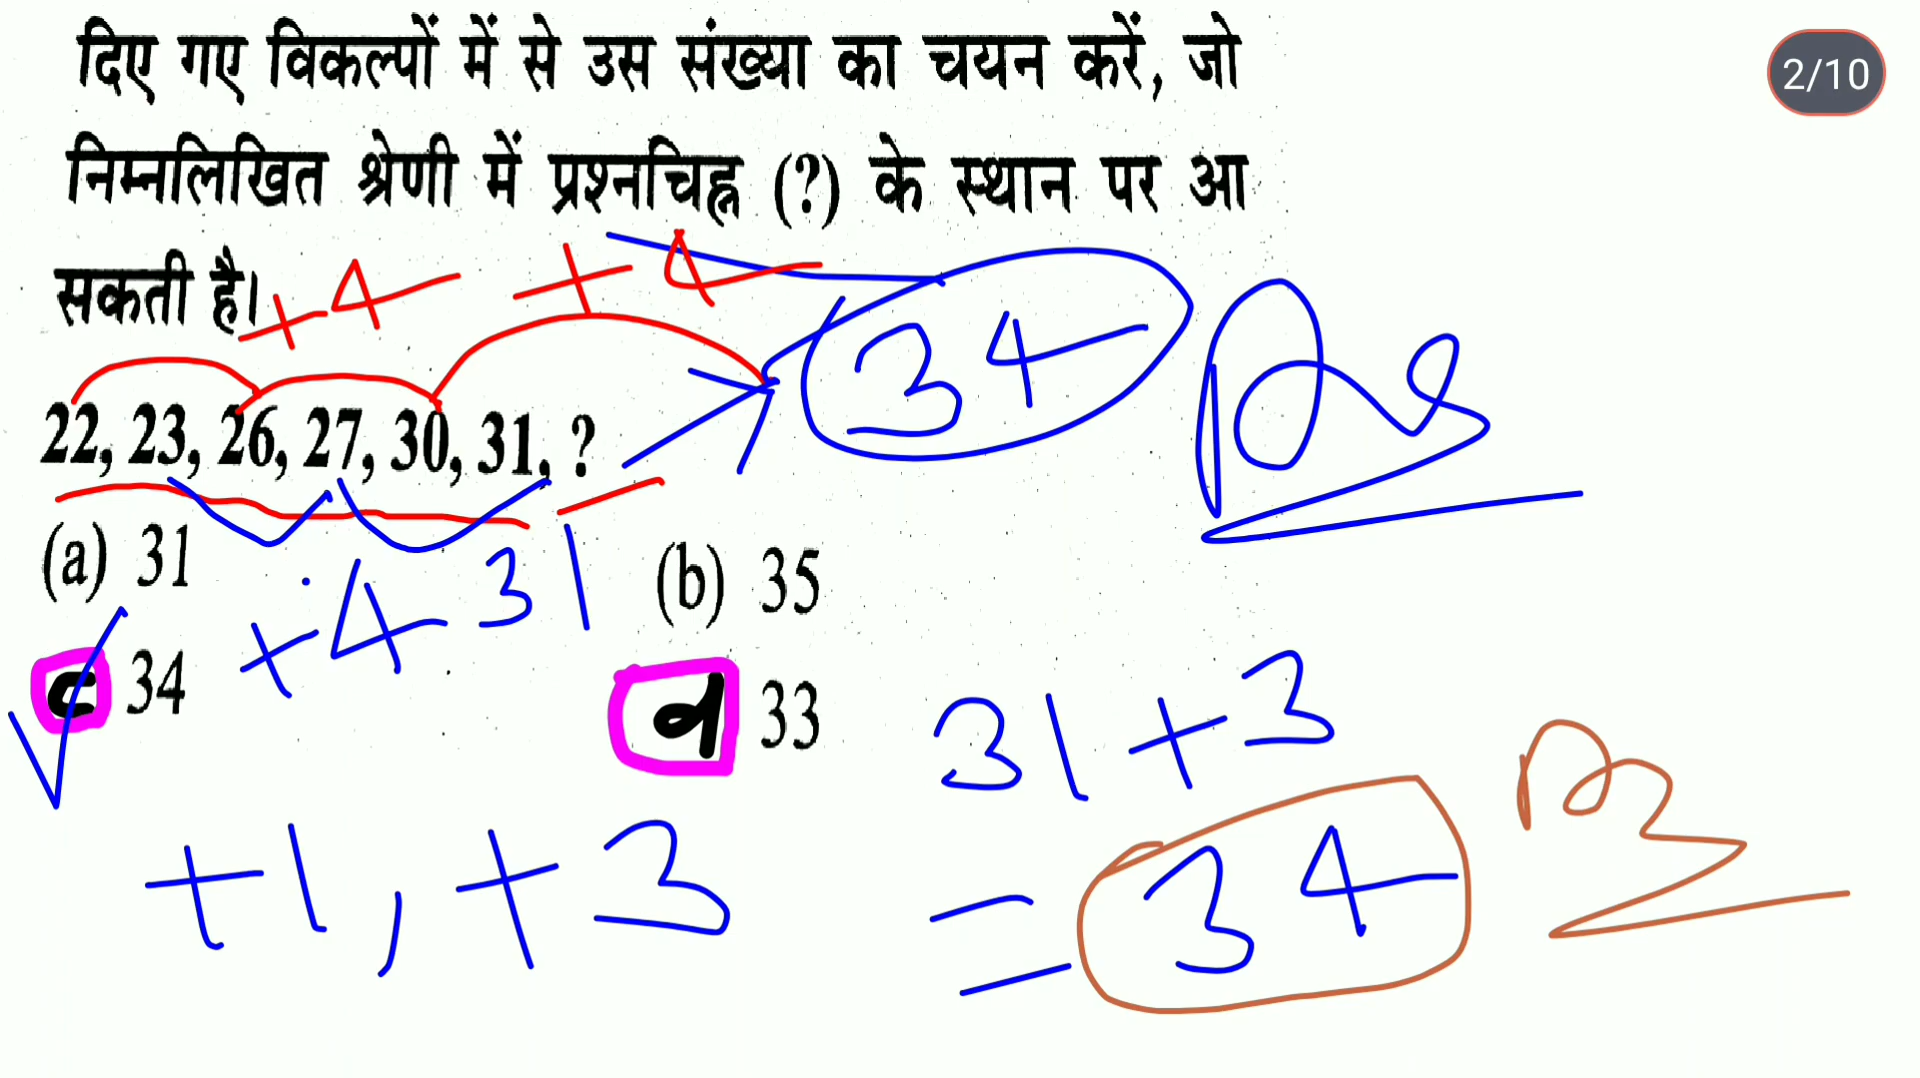 दिए गए विकल्पों में से उस संख्या का चयन करें, जो
2/10
निम्नलिखित श्रेणी में प्रश्नचिह्न (?) के स्थान पर आ
सकती है।
+4 +4
34
22, 23, 26, 27, 30, 31, ?
(a) 31
(b) 35
+4
31
c 34
d 33
31+3
+1, +3
= 34